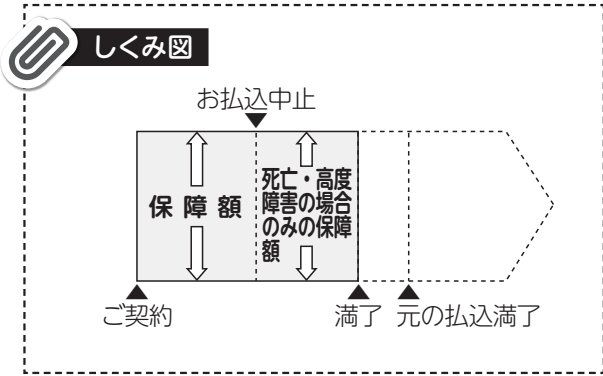 しくみ図
お払込中止
保障額
死亡・高度
障害の場合
のみの保障
額
ご契約
満了
元の払込満了